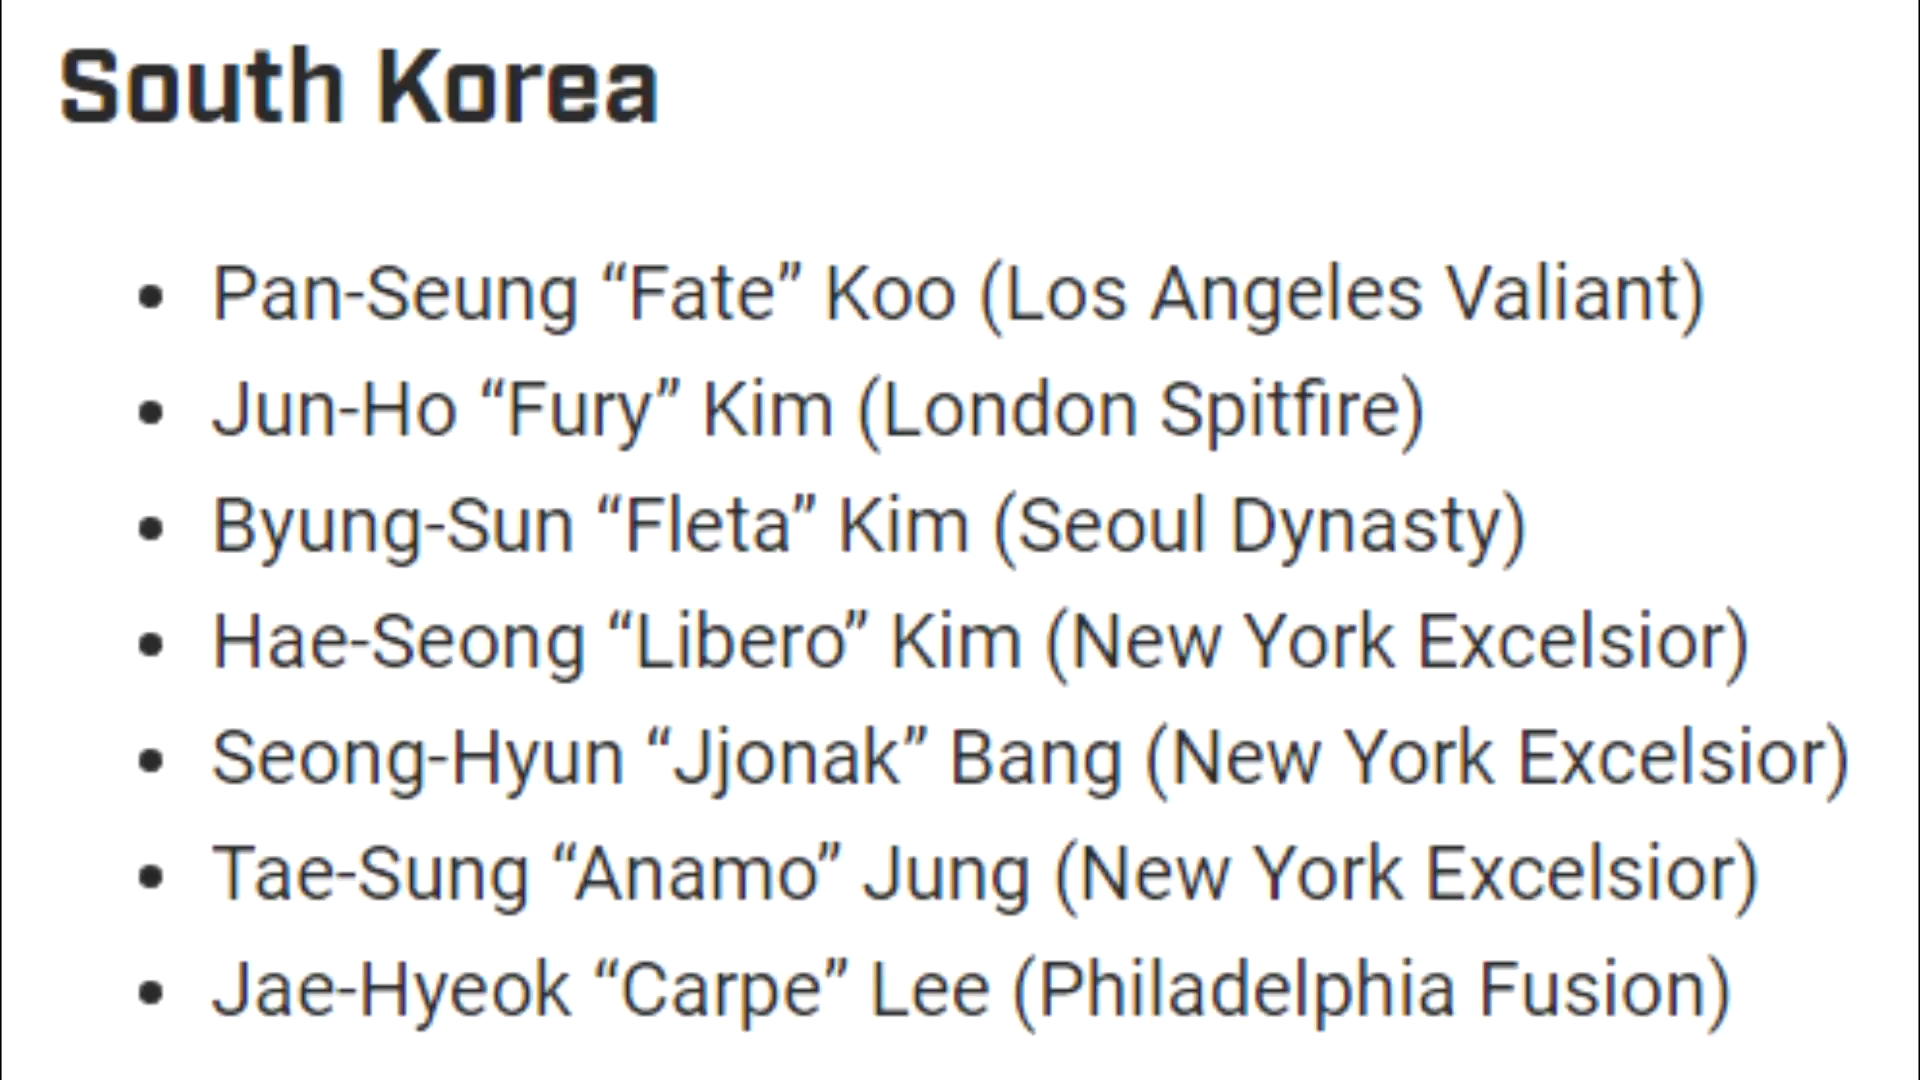 South Korea
• Pan-Seung “Fate” Koo (Los Angeles Valiant)
• Jun-Ho “Fury” Kim (London Spitfire)
• Byung-Sun “Fleta” Kim (Seoul Dynasty)
• Hae-Seong “Libero” Kim (New York Excelsior)
• Seong-Hyun “Jjonak” Bang (New York Excelsior)
• Tae-Sung “Anamo” Jung (New York Excelsior)
• Jae-Hyeok “Carpe” Lee (Philadelphia Fusion)